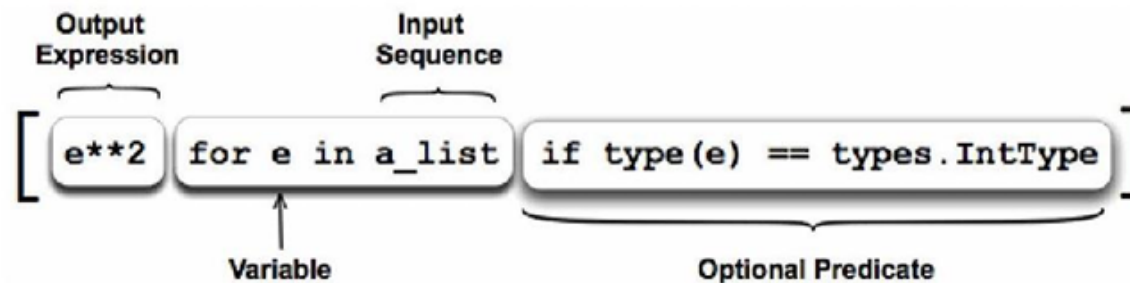 Output Expression
Input Sequence
[ e**2 for e in a_list if type(e) == types.IntType ]
Variable
Optional Predicate